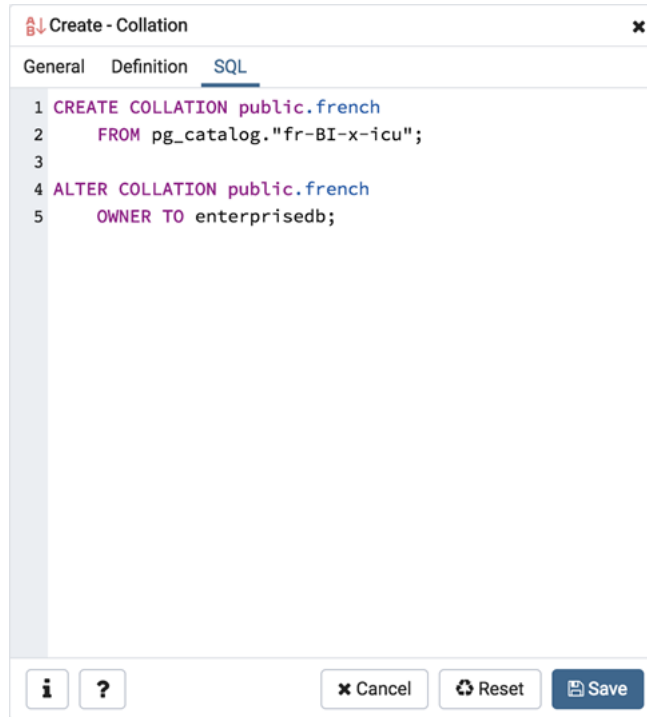 Create - Collation
General Definition SQL
1 CREATE COLLATION public.french
2     FROM pg_catalog."fr-BI-x-icu";
3
4 ALTER COLLATION public.french
5     OWNER TO enterprisedb;
i ? Cancel Reset Save